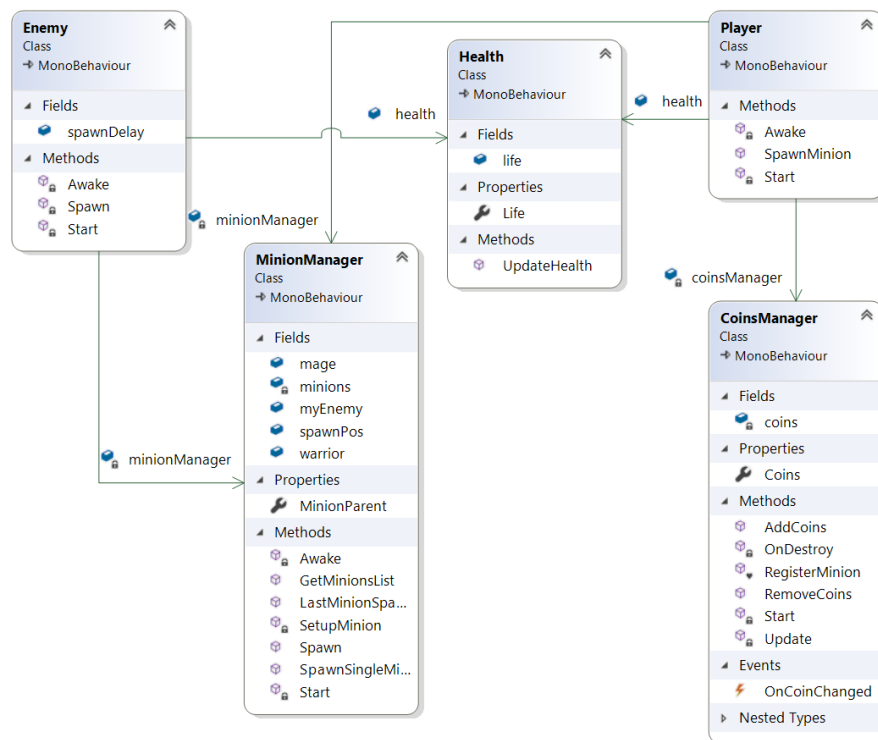 Enemy
Class
MonoBehaviour
Fields
spawnDelay
Methods
Awake
Spawn
Start
health
minionManager
minionManager
Health
Class
MonoBehaviour
Fields
life
Properties
Life
Methods
UpdateHealth
health
Player
Class
MonoBehaviour
Methods
Awake
SpawnMinion
Start
coinsManager
MinionManager
Class
MonoBehaviour
Fields
mage
minions
myEnemy
spawnPos
warrior
Properties
MinionParent
Methods
Awake
GetMinionsList
LastMinionSpa...
SetupMinion
Spawn
SpawnSingleMi...
Start
CoinsManager
Class
MonoBehaviour
Fields
coins
Properties
Coins
Methods
AddCoins
OnDestroy
RegisterMinion
RemoveCoins
Start
Update
Events
OnCoinChanged
Nested Types